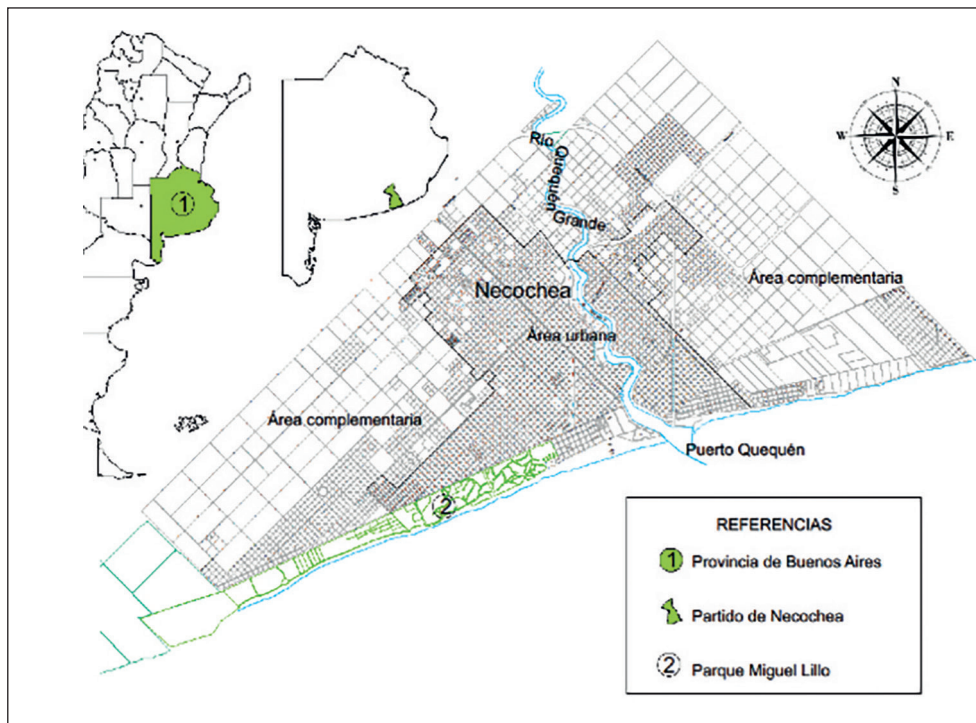 N
W
E
S
1
Río
Quequén
Grande
Necochea
Área complementaria
Área urbana
Área complementaria
Puerto Quequén
2
REFERENCIAS
1 Provincia de Buenos Aires
Partido de Necochea
2 Parque Miguel Lillo